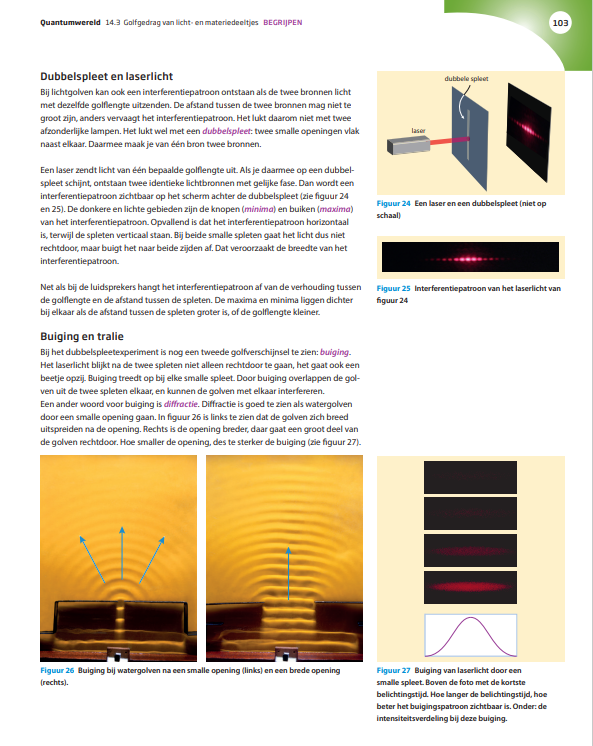 Quantumwereld 14.3 Golfgedrag van licht- en materiedeeltjes BEGRIJPEN
103
Dubbelspleet en laserlicht
Bij lichtgolven kan ook een interferentiepatroon ontstaan als de twee bronnen licht
met dezelfde golflengte uitzenden. De afstand tussen de twee bronnen mag niet te
groot zijn, anders vervaagt het interferentiepatroon. Het lukt daarom niet met twee
afzonderlijke lampen. Het lukt wel met een dubbelspleet: twee smalle openingen vlak
naast elkaar. Daarmee maak je van één bron twee bronnen.
Een laser zendt licht van één bepaalde golflengte uit. Als je daarmee op een dubbel-
spleet schijnt, ontstaan twee identieke lichtbronnen met gelijke fase. Dan wordt een
interferentiepatroon zichtbaar op het scherm achter de dubbelspleet (zie figuur 24
en 25). De donkere en lichte gebieden zijn de knopen (minima) en buiken (maxima)
van het interferentiepatroon. Opvallend is dat het interferentiepatroon horizontaal
is, terwijl de spleten verticaal staan. Bij beide smalle spleten gaat het licht dus niet
rechtdoor, maar buigt het naar beide zijden af. Dat veroorzaakt de breedte van het
interferentiepatroon.
Net als bij de luidsprekers hangt het interferentiepatroon af van de verhouding tussen
de golflengte en de afstand tussen de spleten. De maxima en minima liggen dichter
bij elkaar als de afstand tussen de spleten groter is, of de golflengte kleiner.
Buiging en tralie
Bij het dubbelspleetexperiment is nog een tweede golfverschijnsel te zien: buiging.
Het laserlicht blijkt na de twee spleten niet alleen rechtdoor te gaan, het gaat ook een
beetje opzij. Buiging treedt op bij elke smalle spleet. Door buiging overlappen de gol-
ven uit de twee spleten elkaar, en kunnen de golven met elkaar interfereren.
Een ander woord voor buiging is diffractie. Diffractie is goed te zien als watergolven
door een smalle opening gaan. In figuur 26 is links te zien dat de golven zich breed
uitspreiden na de opening. Rechts is de opening breder, daar gaat een groot deel van
de golven rechtdoor. Hoe smaller de opening, des te sterker de buiging (zie figuur 27).
dubbele spleet
laser
Figuur 24 Een laser en een dubbelspleet (niet op
schaal)
Figuur 25 Interferentiepatroon van het laserlicht van
figuur 24
Figuur 26 Buiging bij watergolven na een smalle opening (links) en een brede opening
(rechts).
Figuur 27 Buiging van laserlicht door een
smalle spleet. Boven de foto met de kortste
belichtingstijd. Hoe langer de belichtingstijd, hoe
beter het buigingspatroon zichtbaar is. Onder: de
intensiteitsverdeling bij deze buiging.